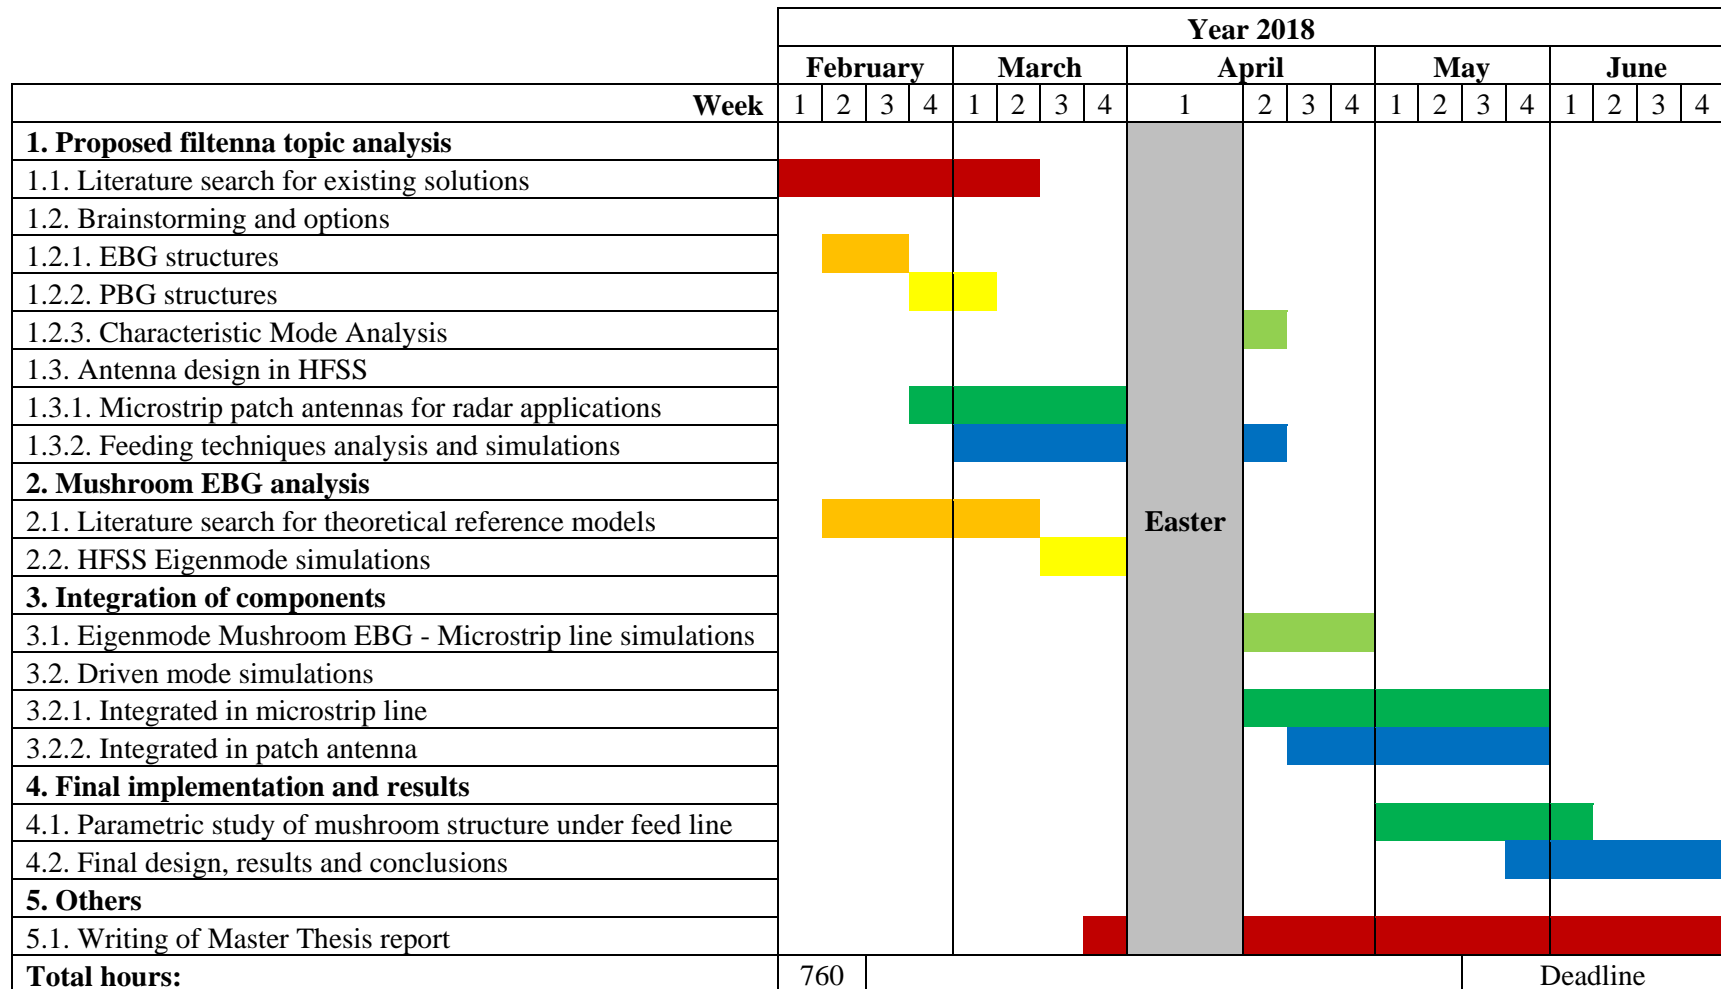 Year 2018
February March April May June
Week 1 2 3 4 1 2 3 4 1 2 3 4 1 2 3 4 1 2 3 4
1. Proposed filtenna topic analysis
1.1. Literature search for existing solutions
1.2. Brainstorming and options
1.2.1. EBG structures
1.2.2. PBG structures
1.2.3. Characteristic Mode Analysis
1.3. Antenna design in HFSS
1.3.1. Microstrip patch antennas for radar applications
1.3.2. Feeding techniques analysis and simulations
2. Mushroom EBG analysis
2.1. Literature search for theoretical reference models Easter
2.2. HFSS Eigenmode simulations
3. Integration of components
3.1. Eigenmode Mushroom EBG - Microstrip line simulations
3.2. Driven mode simulations
3.2.1. Integrated in microstrip line
3.2.2. Integrated in patch antenna
4. Final implementation and results
4.1. Parametric study of mushroom structure under feed line
4.2. Final design, results and conclusions
5. Others
5.1. Writing of Master Thesis report
Total hours: 760 Deadline